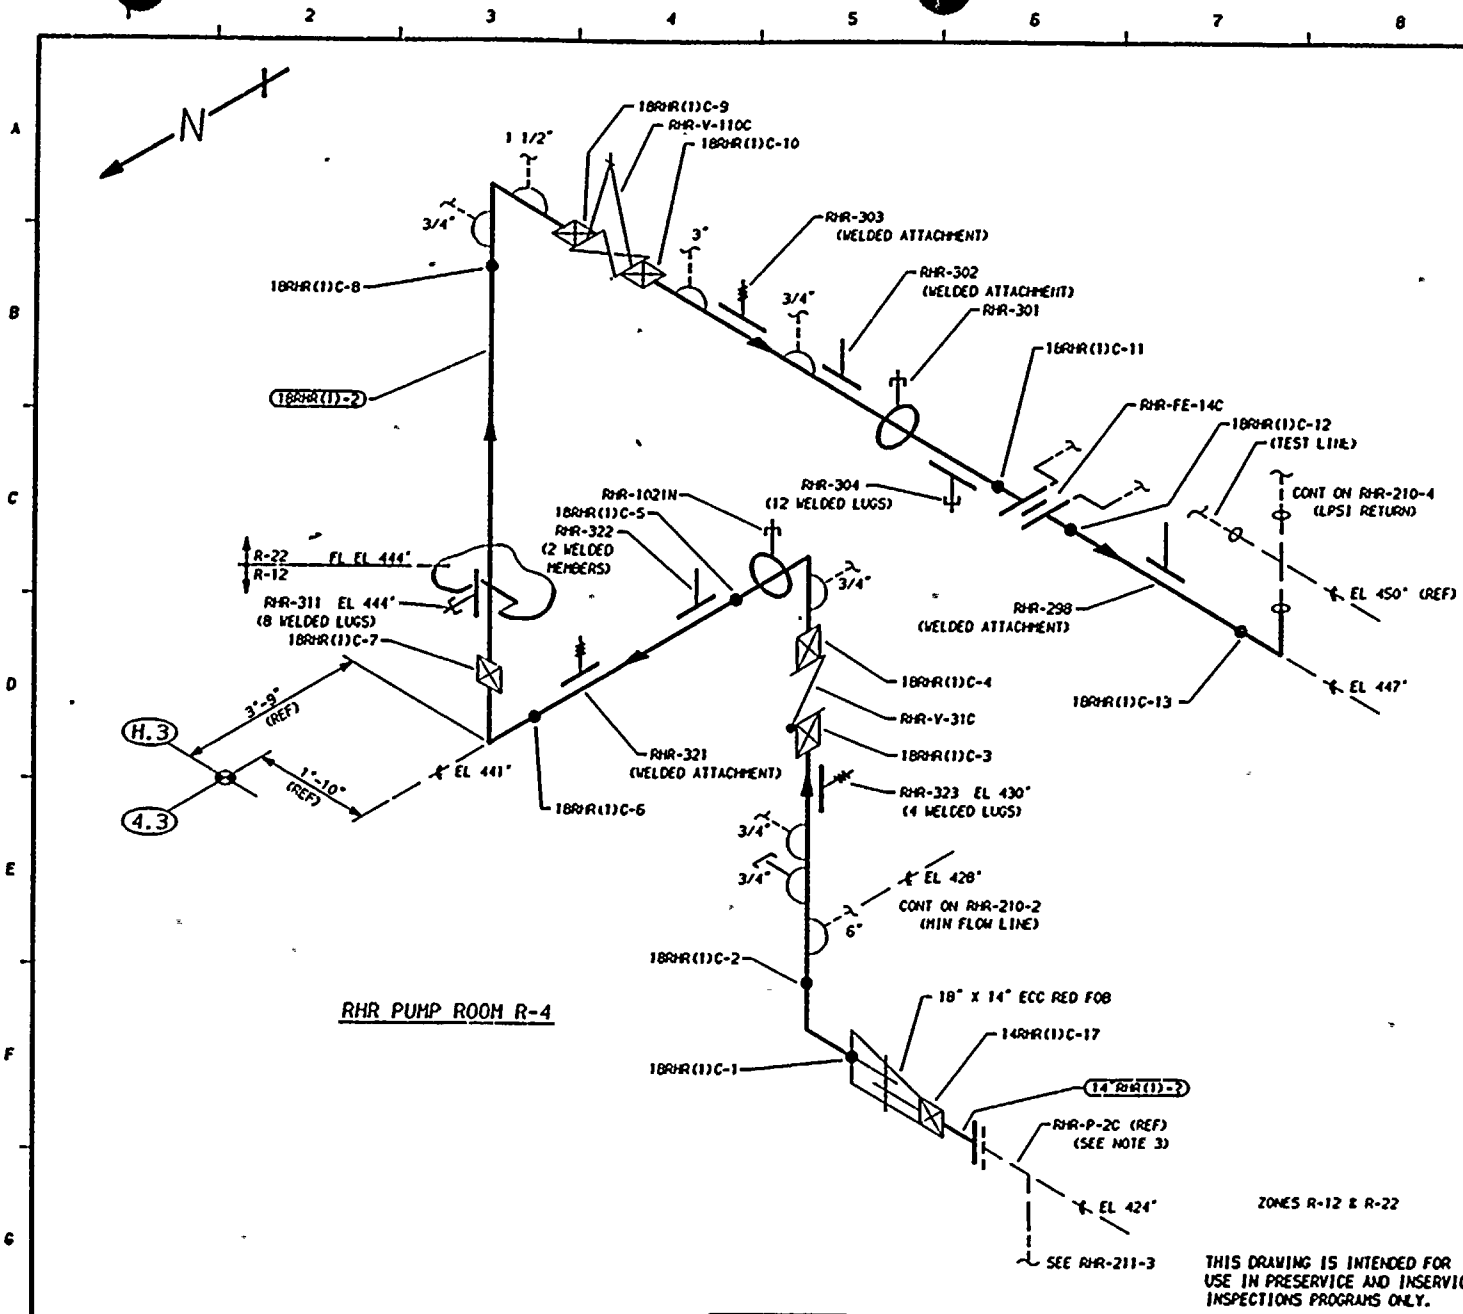 2 3 4 5 6 7 8
A
B
C
D
E
F
G
N
1 1/2"
3/4"
18RHR(1)C-9
RHR-V-110C
18RHR(1)C-10
3"
RHR-303
(WELDED ATTACHMENT)
3/4"
RHR-302
(WELDED ATTACHMENT)
RHR-301
18RHR(1)C-8
18RHR(1)-2
18RHR(1)C-11
RHR-FE-14C
18RHR(1)C-12
(TEST LINE)
CONT ON RHR-210-4
(LPSI RETURN)
RHR-304
(12 WELDED LUGS)
RHR-1021N
18RHR(1)C-5
RHR-322
(2 WELDED
MEMBERS)
R-22
R-12
FL EL 444'
RHR-311 EL 444'
(8 WELDED LUGS)
18RHR(1)C-7
3/4"
EL 450' (REF)
RHR-298
(WELDED ATTACHMENT)
18RHR(1)C-4
EL 447'
18RHR(1)C-13
RHR-V-31C
3'-9"
(REF)
H.3
18RHR(1)C-3
RHR-321
(WELDED ATTACHMENT)
EL 441'
1'-10"
(REF)
4.3
18RHR(1)C-6
RHR-323 EL 430'
(4 WELDED LUGS)
3/4"
3/4"
EL 428'
CONT ON RHR-210-2
(MIN FLOW LINE)
6"
18RHR(1)C-2
18" X 14" ECC RED FOB
RHR PUMP ROOM R-4
14RHR(1)C-17
18RHR(1)C-1
14"RHR(1)-2
RHR-P-2C (REF)
(SEE NOTE 3)
EL 424'
ZONES R-12 & R-22
SEE RHR-211-3
THIS DRAWING IS INTENDED FOR
USE IN PRESERVICE AND INSERVIC
INSPECTIONS PROGRAMS ONLY.